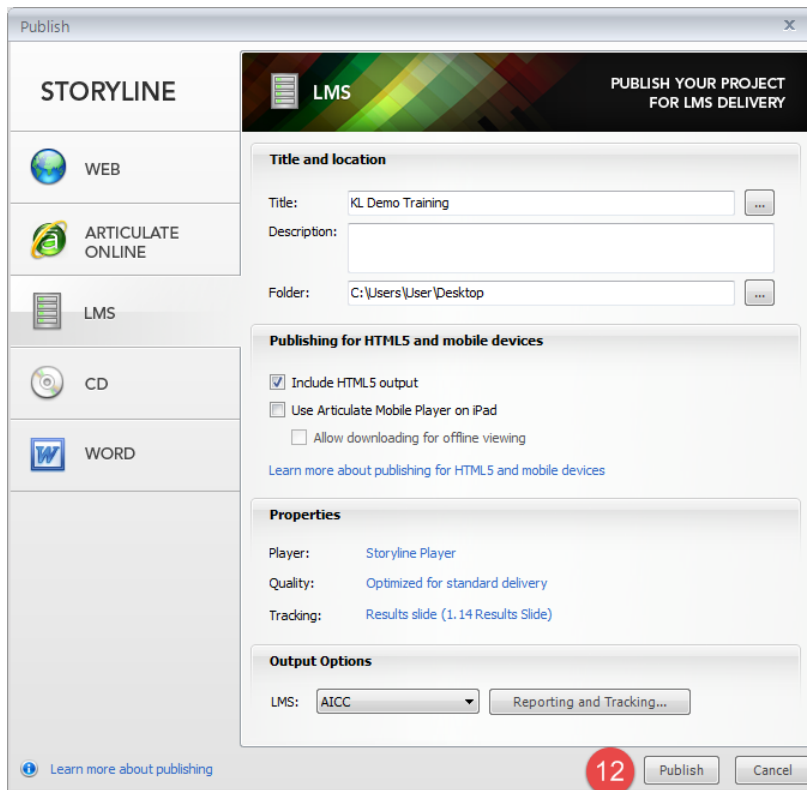 Publish
STORYLINE
WEB
ARTICULATE
ONLINE
LMS
CD
WORD
LMS
PUBLISH YOUR PROJECT
FOR LMS DELIVERY
Title and location
Title: KL Demo Training ...
Description:
Folder: C:\Users\User\Desktop ...
Publishing for HTML5 and mobile devices
Include HTML5 output
Use Articulate Mobile Player on iPad
Allow downloading for offline viewing
Learn more about publishing for HTML5 and mobile devices
Properties
Player: Storyline Player
Quality: Optimized for standard delivery
Tracking: Results slide (1.14 Results Slide)
Output Options
LMS: AICC Reporting and Tracking...
Learn more about publishing
12 Publish Cancel